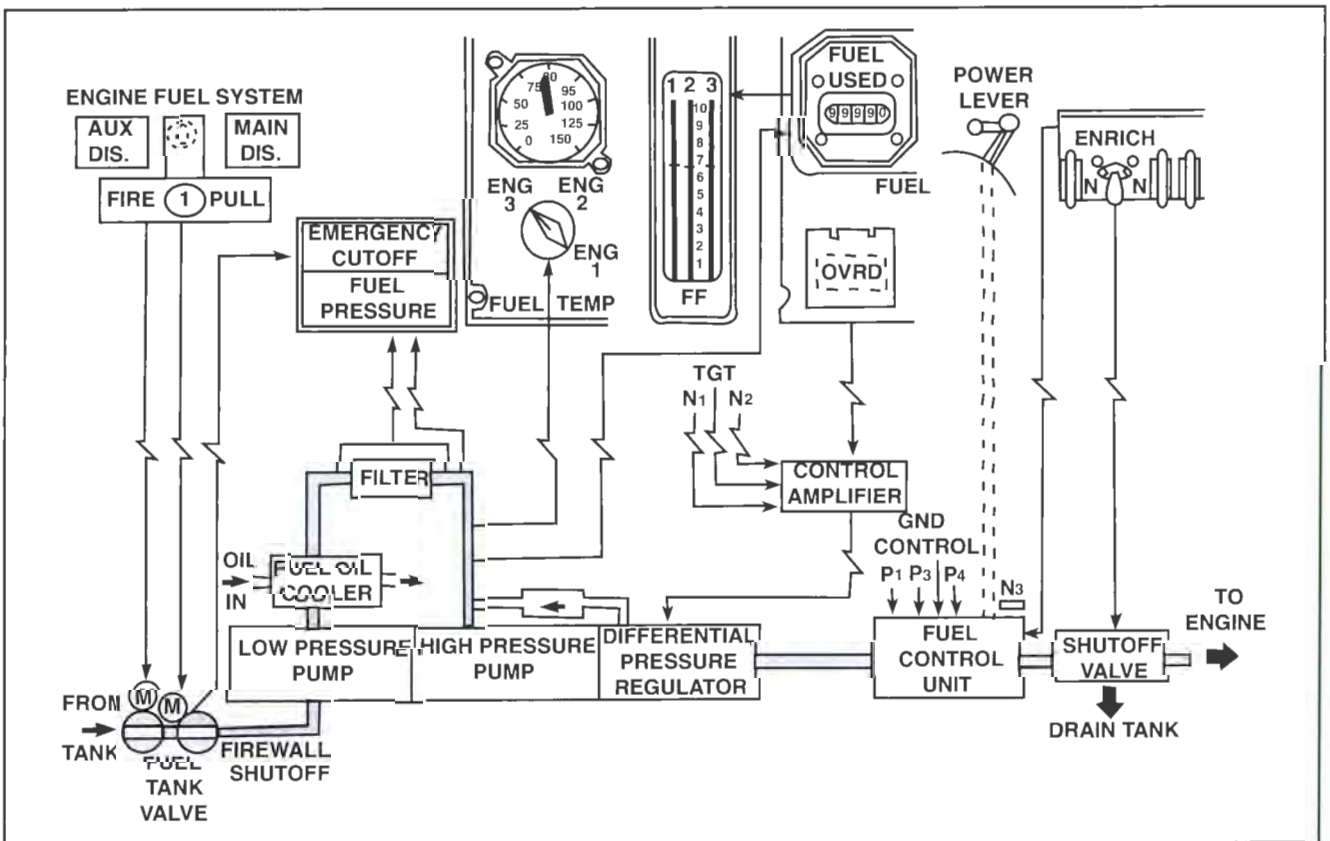 ENGINE FUEL SYSTEM
AUX
DIS.
MAIN
DIS.
FIRE 1 PULL
EMERGENCY
CUTOFF
FUEL
PRESSURE
0
25
50
75
80
95
100
125
150
ENG
3
ENG
2
ENG
1
FUEL TEMP
1 2 3
10
9
8
7
6
5
4
3
2
1
FF
FUEL
USED
99990
FUEL
OVRD
POWER
LEVER
ENRICH
N N
TGT
N1 N2
CONTROL
AMPLIFIER
GND
CONTROL
P1 P3 P4
N3
FILTER
OIL
IN
FUEL OIL
COOLER
LOW PRESSURE
PUMP
HIGH PRESSURE
PUMP
DIFFERENTIAL
PRESSURE
REGULATOR
FUEL
CONTROL
UNIT
SHUTOFF
VALVE
TO
ENGINE
DRAIN TANK
M
M
FROM
TANK
FUEL
TANK
VALVE
FIREWALL
SHUTOFF